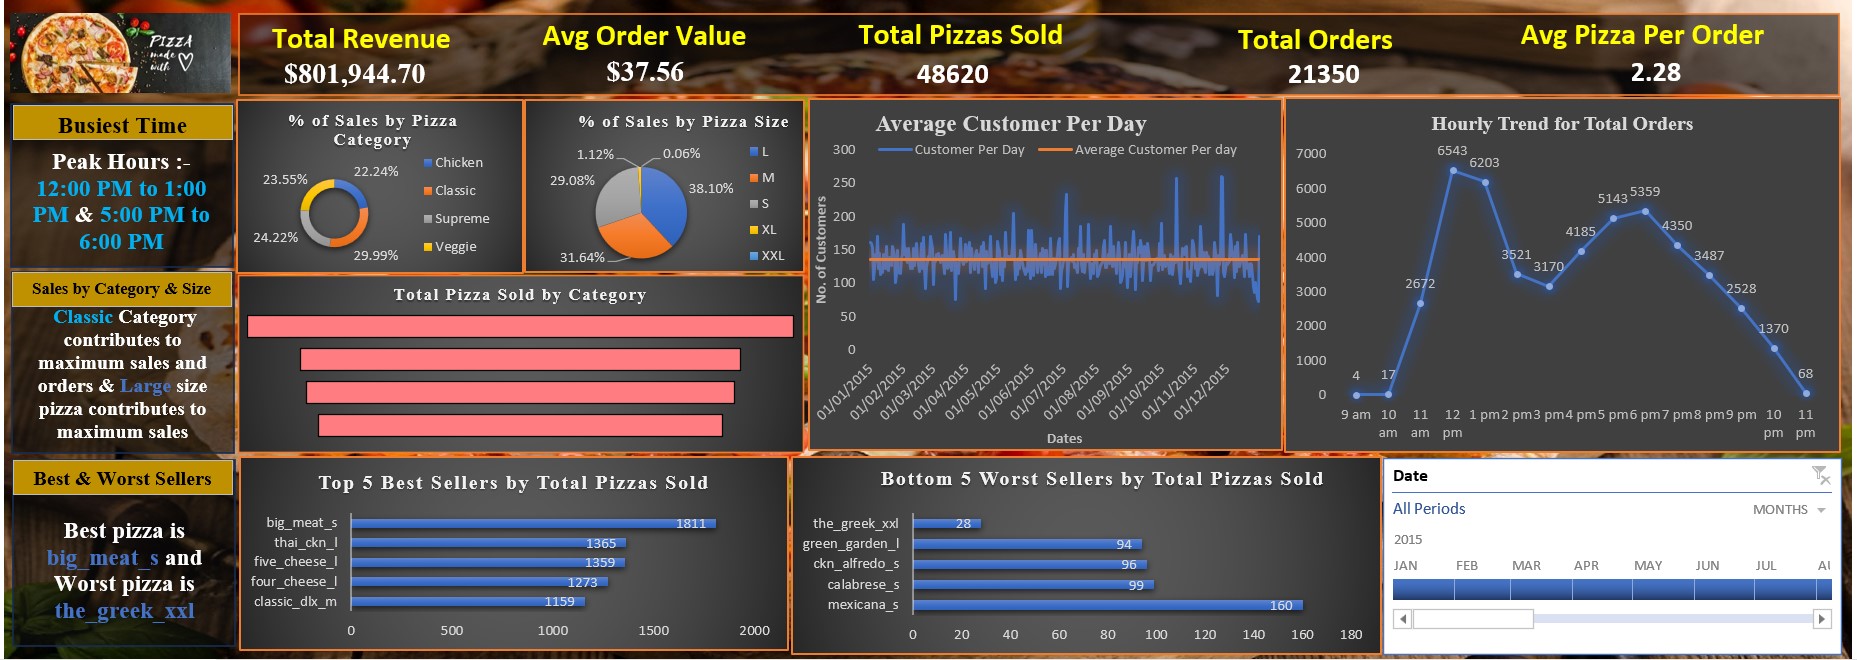 PIZZA
made
with
Total Revenue
$801,944.70
Avg Order Value
$37.56
Total Pizzas Sold
48620
Total Orders
21350
Avg Pizza Per Order
2.28
Busiest Time
Peak Hours :-
12:00 PM to 1:00
PM & 5:00 PM to
6:00 PM
Sales by Category & Size
Classic Category
contributes to
maximum sales and
orders & Large size
pizza contributes to
maximum sales
Best & Worst Sellers
Best pizza is
big_meat_s and
Worst pizza is
the_greek_xxl
% of Sales by Pizza
Category
22.24%
23.55%
24.22%
29.99%
Chicken
Classic
Supreme
Veggie
% of Sales by Pizza Size
1.12%
0.06%
29.08%
38.10%
31.64%
L
M
S
XL
XXL
Total Pizza Sold by Category
Average Customer Per Day
Customer Per Day
Average Customer Per day
No. of Customers
300
250
200
150
100
50
0
01/01/2015
01/02/2015
01/03/2015
01/04/2015
01/05/2015
01/06/2015
01/07/2015
01/08/2015
01/09/2015
01/10/2015
01/11/2015
01/12/2015
Dates
Hourly Trend for Total Orders
7000
6000
5000
4000
3000
2000
1000
0
4
17
2672
6543
6203
3521
3170
4185
5143
5359
4350
3487
2528
1370
68
9 am
10 am
11 am
12 pm
1 pm
2 pm
3 pm
4 pm
5 pm
6 pm
7 pm
8 pm
9 pm
10 pm
11 pm
Top 5 Best Sellers by Total Pizzas Sold
big_meat_s 1811
thai_ckn_l 1365
five_cheese_l 1359
four_cheese_l 1273
classic_dlx_m 1159
0 500 1000 1500 2000
Bottom 5 Worst Sellers by Total Pizzas Sold
the_greek_xxl 28
green_garden_l 94
ckn_alfredo_s 96
calabrese_s 99
mexicana_s 160
0 20 40 60 80 100 120 140 160 180
Date
All Periods
MONTHS
2015
JAN FEB MAR APR MAY JUN JUL AU